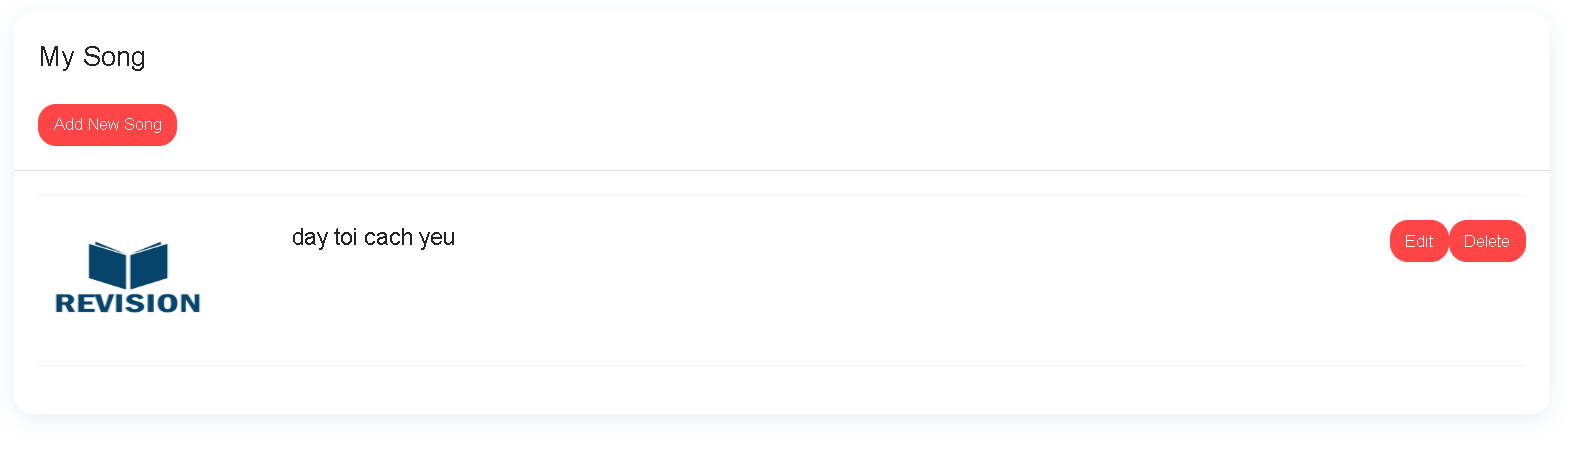 My Song
Add New Song
day toi cach yeu
Edit
Delete
REVISION